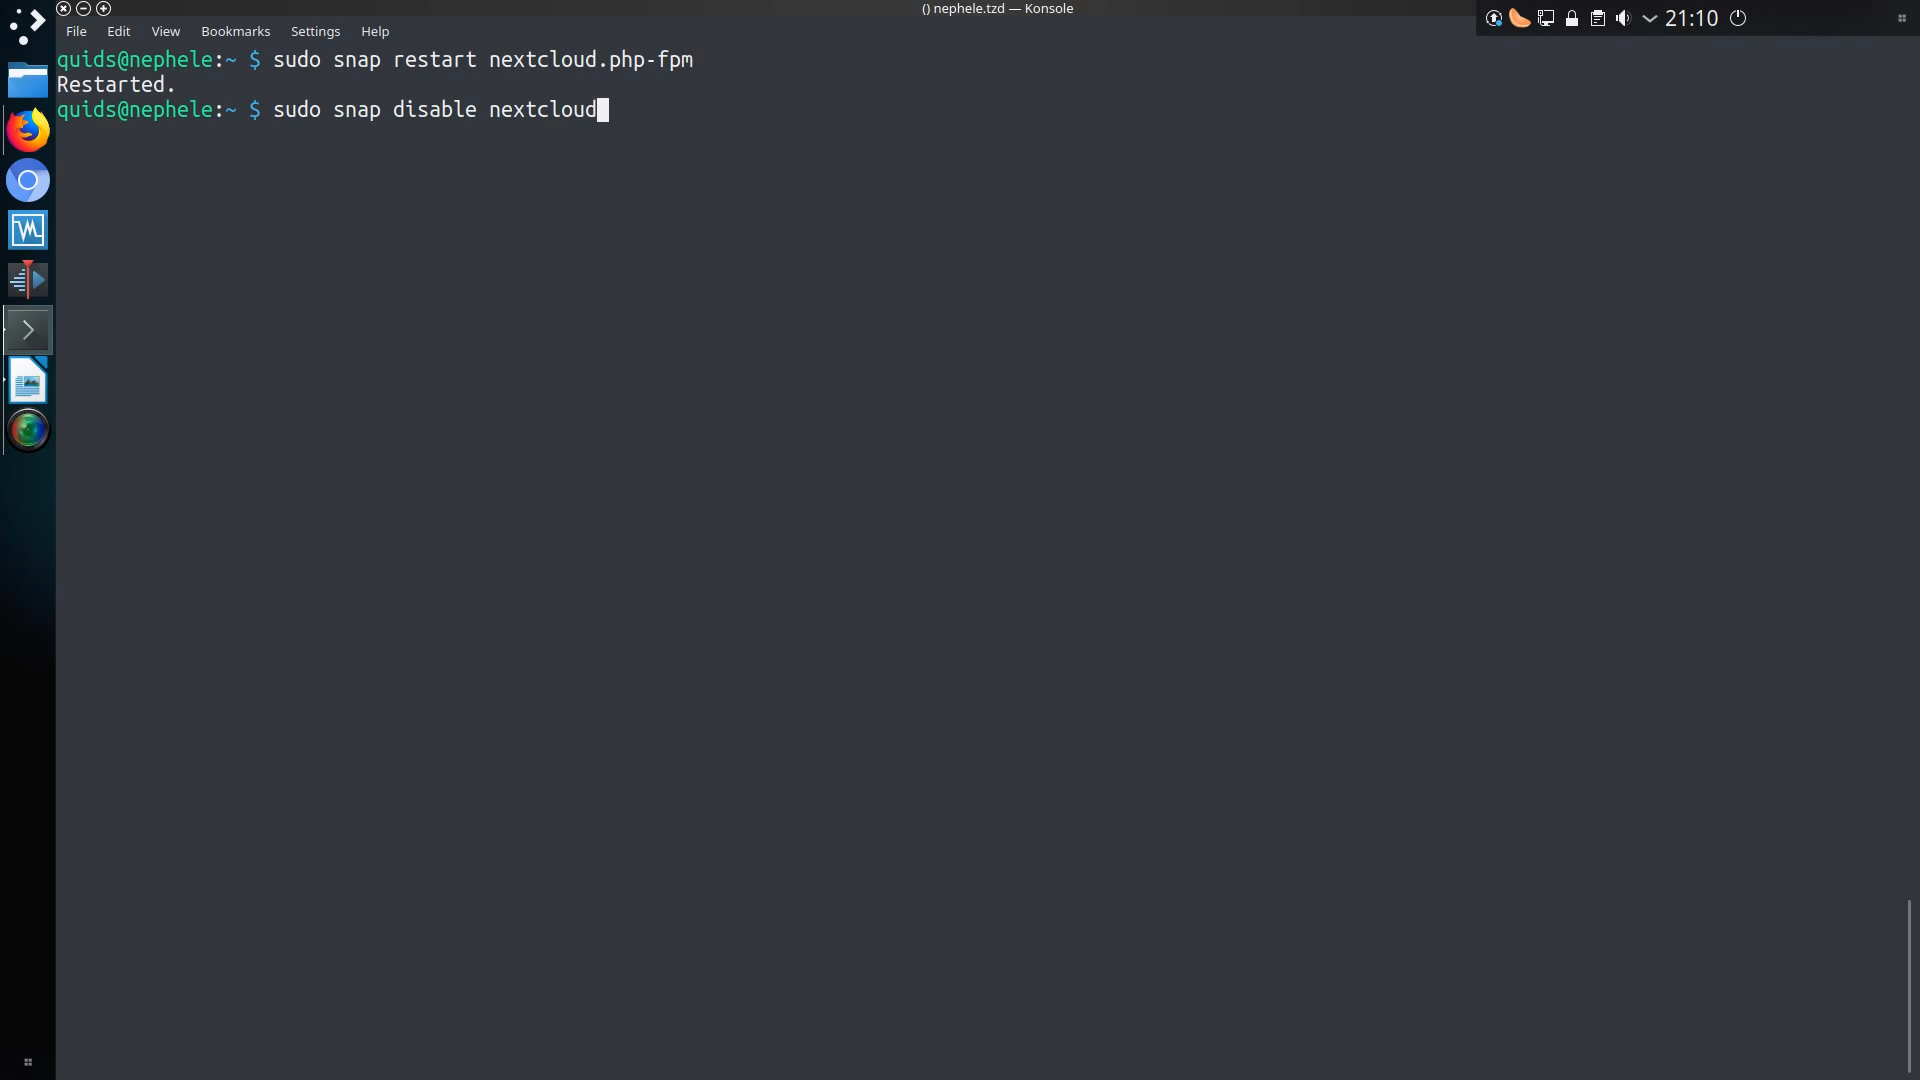 () nephele.tzd — Konsole
21:10
File Edit View Bookmarks Settings Help
quids@nephele:~ $ sudo snap restart nextcloud.php-fpm
Restarted.
quids@nephele:~ $ sudo snap disable nextcloud